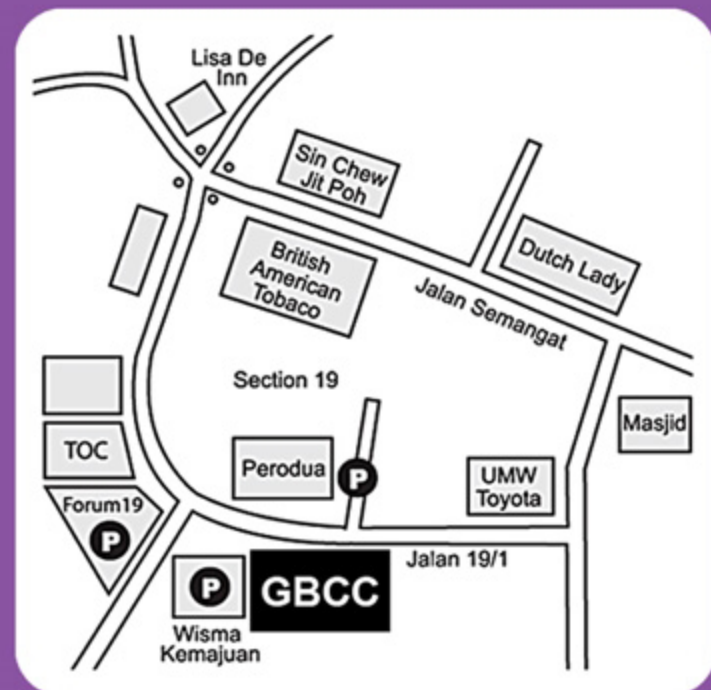 Lisa De
Inn
Sin Chew
Jit Poh
Dutch Lady
British
American
Tobaco
Jalan Semangat
Section 19
Masjid
TOC
Perodua
P
UMW
Toyota
Forum19
P
Jalan 19/1
P
GBCC
Wisma
Kemajuan